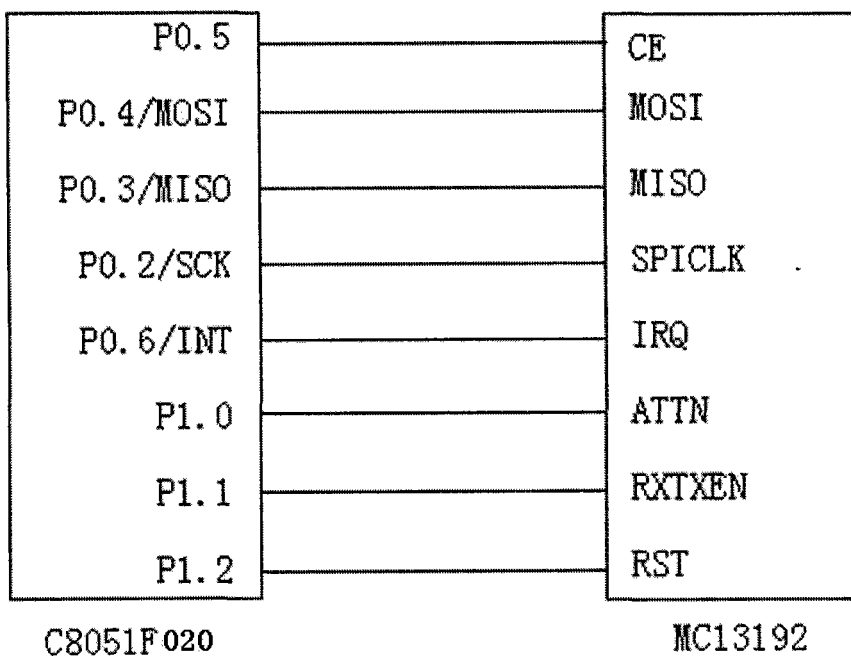 P0.5 CE
P0.4/MOSI MOSI
P0.3/MISO MISO
P0.2/SCK SPICLK
P0.6/INT IRQ
P1.0 ATTN
P1.1 RXTXEN
P1.2 RST
C8051F020 MC13192